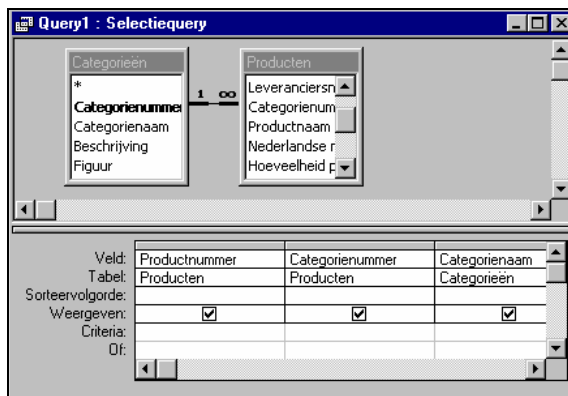 Query1 : Selectiequery
Categorieën
*
Categorienummer
Categorienaam
Beschrijving
Figuur
1 ∞
Producten
Leveranciersn
Categorienum
Productnaam
Nederlandse n
Hoeveelheid p
Veld: Productnummer Categorienummer Categorienaam
Tabel: Producten Producten Categorieën
Sorteervolgorde:
Weergeven:
Criteria:
Of: